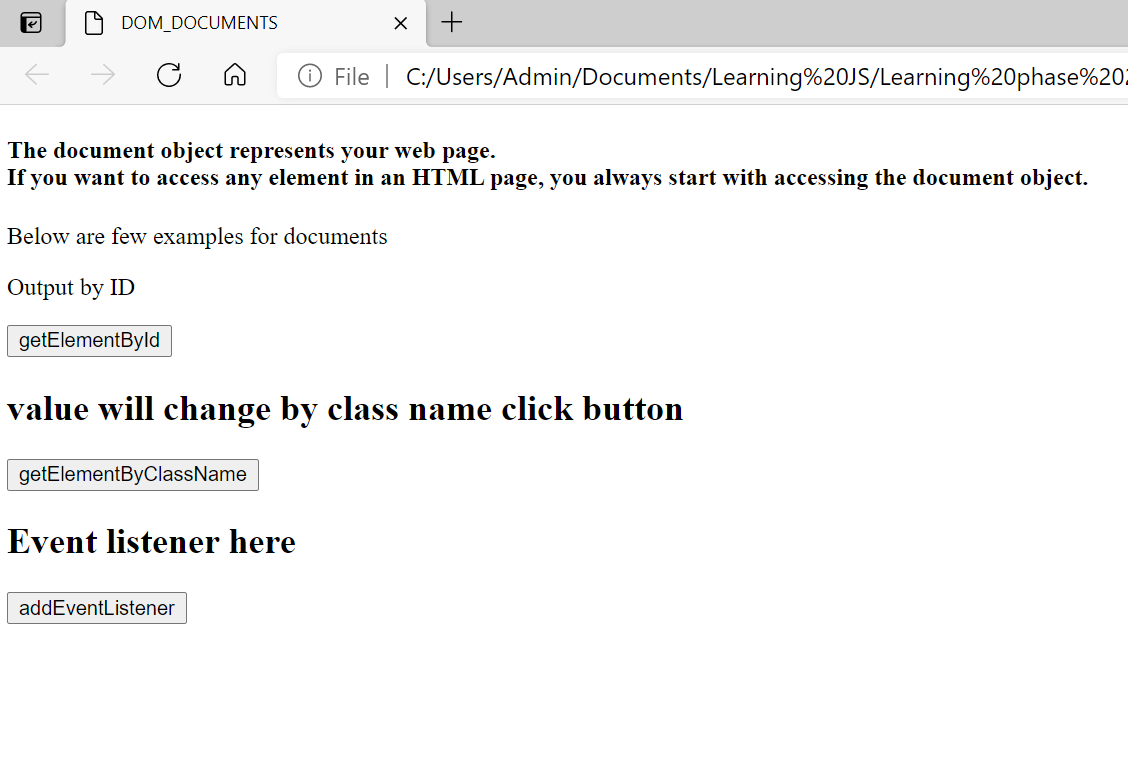 DOM_DOCUMENTS
File
C:/Users/Admin/Documents/Learning%20JS/Learning%20phase%202
The document object represents your web page.
If you want to access any element in an HTML page, you always start with accessing the document object.
Below are few examples for documents
Output by ID
getElementById
value will change by class name click button
getElementByClassName
Event listener here
addEventListener